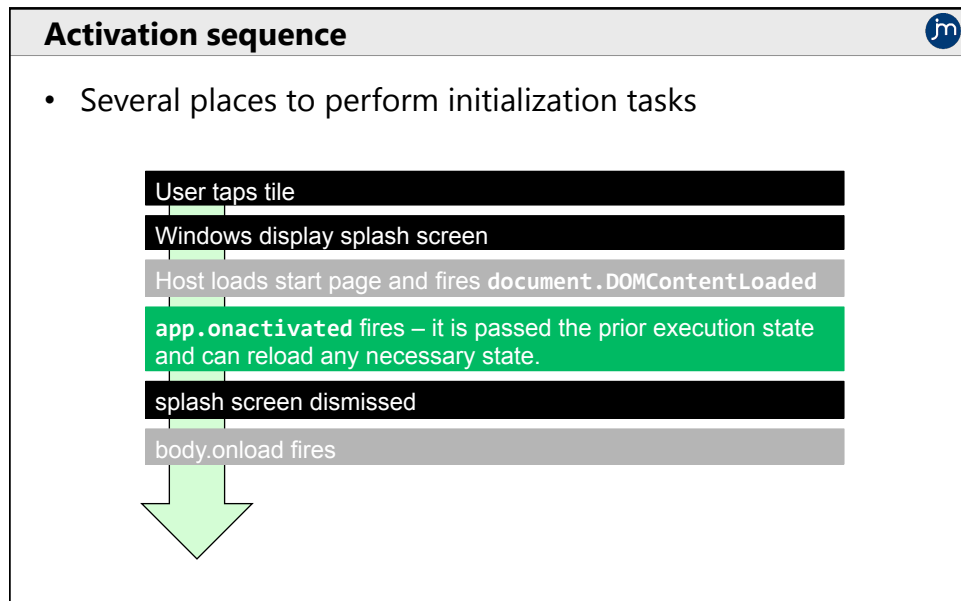 Activation sequence
jm
• Several places to perform initialization tasks
User taps tile
Windows display splash screen
Host loads start page and fires document.DOMContentLoaded
app.onactivated fires – it is passed the prior execution state
and can reload any necessary state.
splash screen dismissed
body.onload fires